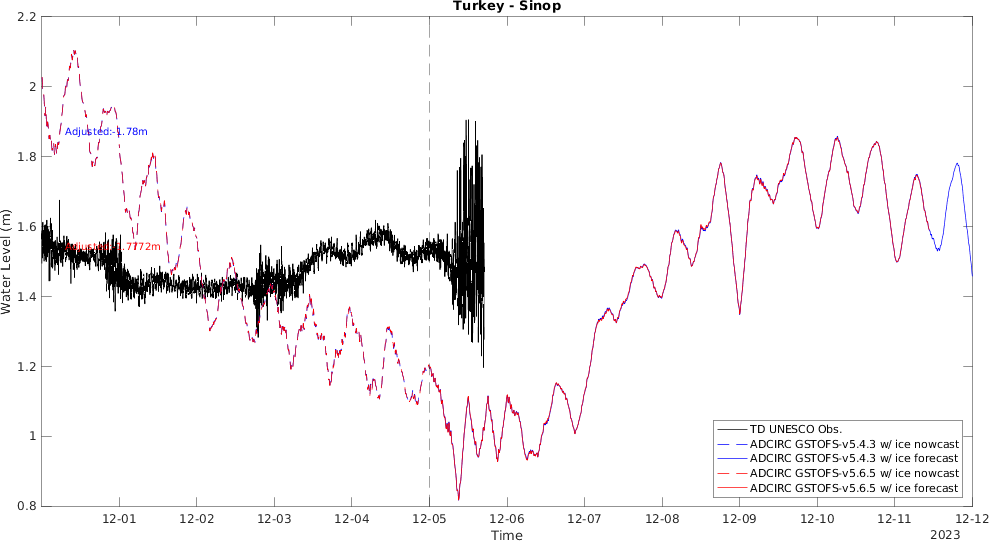 Turkey - Sinop
2.2
2
1.8
1.6
1.4
1.2
1
0.8
Water Level (m)
Adjusted:-1.78m
Adjusted:-1.7772m
12-01
12-02
12-03
12-04
12-05
12-06
12-07
12-08
12-09
12-10
12-11
12-12
Time
2023
TD UNESCO Obs.
ADCIRC GSTOFS-v5.4.3 w/ ice nowcast
ADCIRC GSTOFS-v5.4.3 w/ ice forecast
ADCIRC GSTOFS-v5.6.5 w/ ice nowcast
ADCIRC GSTOFS-v5.6.5 w/ ice forecast